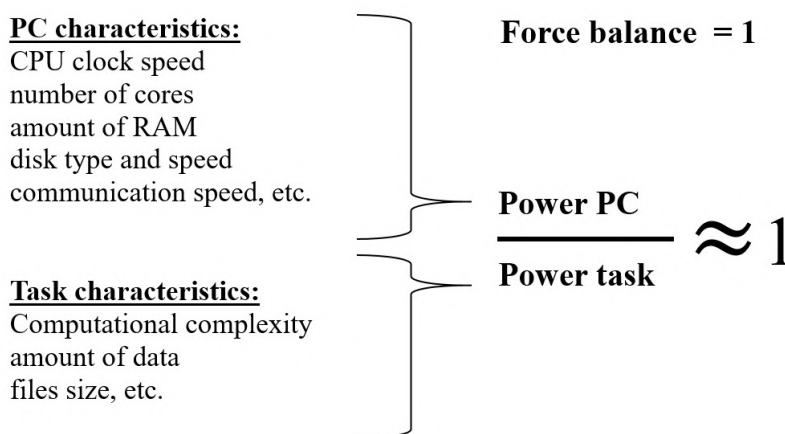 PC characteristics:
CPU clock speed
number of cores
amount of RAM
disk type and speed
communication speed, etc.
Task characteristics:
Computational complexity
amount of data
files size, etc.
Force balance = 1
Power PC
Power task
≈ 1